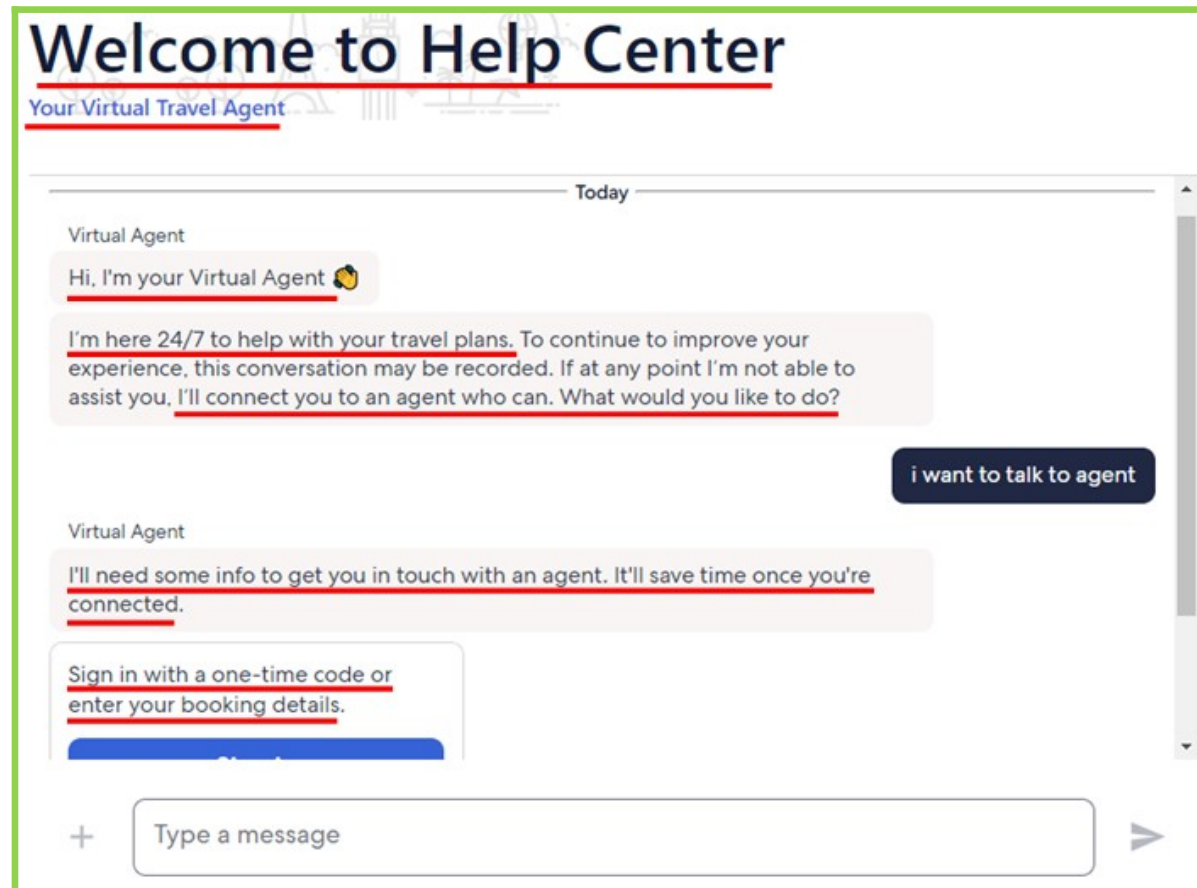 Welcome to Help Center
Your Virtual Travel Agent
Today
Virtual Agent
Hi, I'm your Virtual Agent
I'm here 24/7 to help with your travel plans. To continue to improve your
experience, this conversation may be recorded. If at any point I'm not able to
assist you, I'll connect you to an agent who can. What would you like to do?
i want to talk to agent
Virtual Agent
I'll need some info to get you in touch with an agent. It'll save time once you're
connected.
Sign in with a one-time code or
enter your booking details.
Type a message